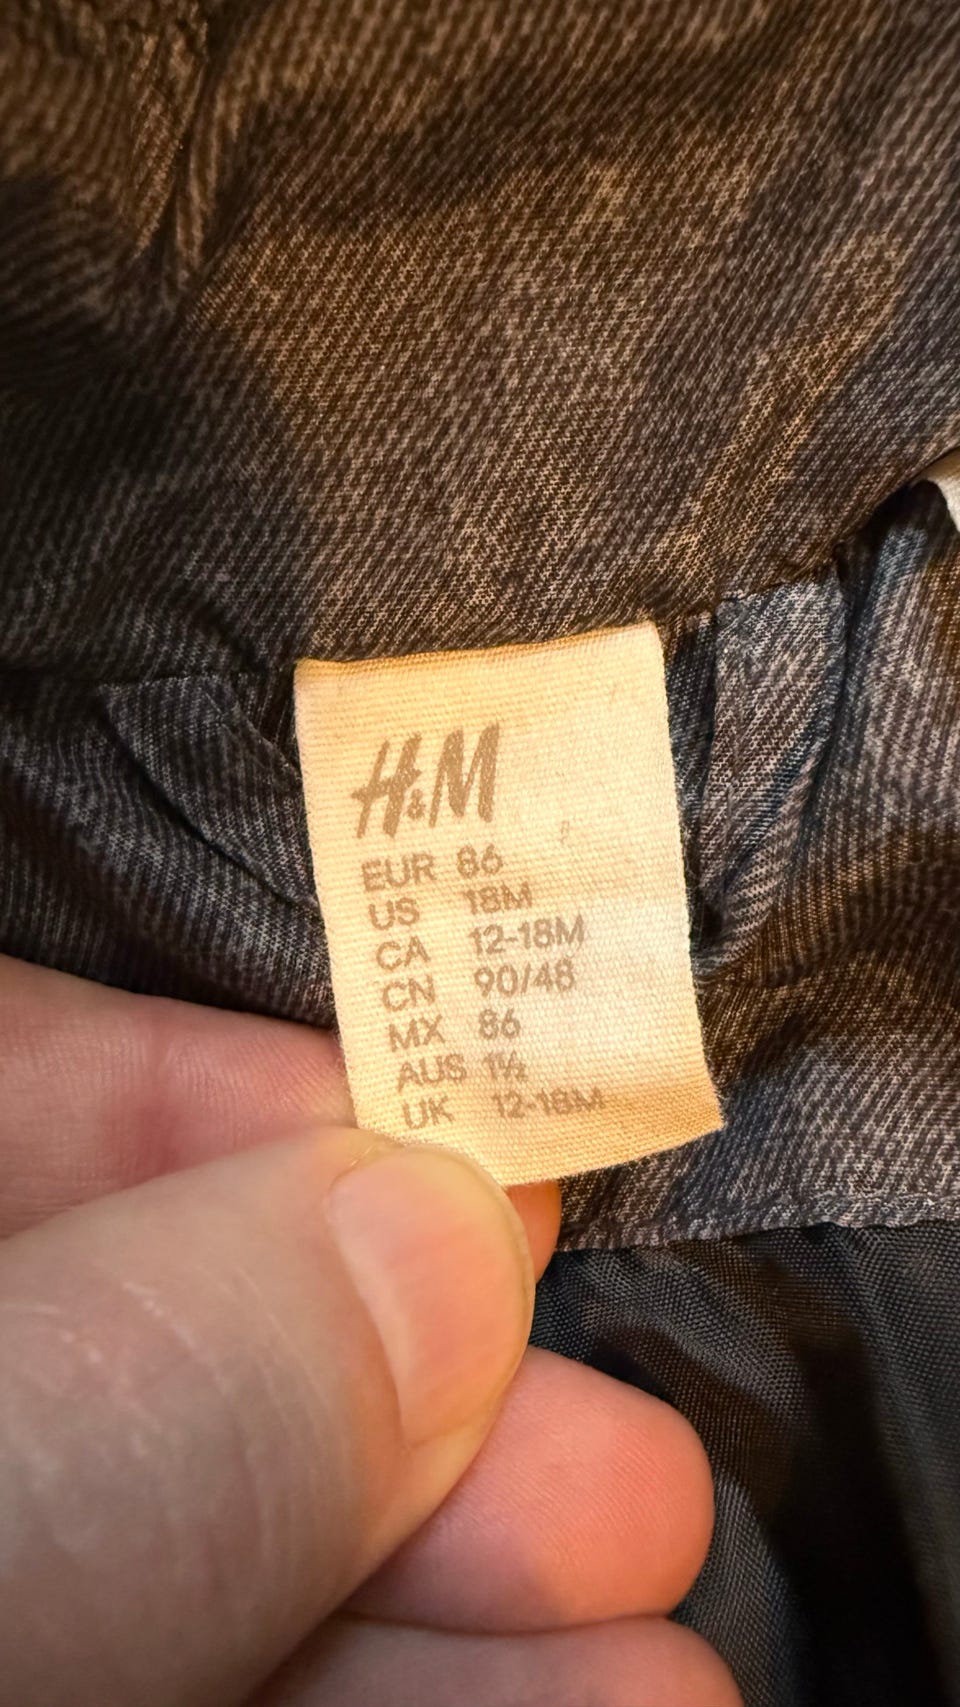 H&M
EUR 86
US 18M
CA 12-18M
CN 90/48
MX 86
AUS 1½
UK 12-18M